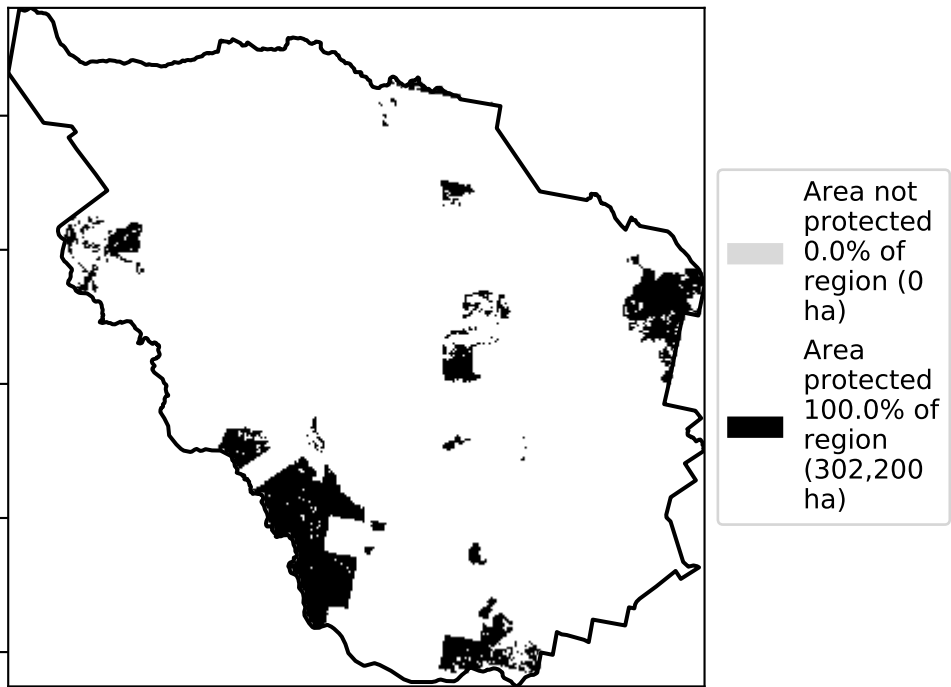 Area not
protected
0.0% of
region (0
ha)
Area
protected
100.0% of
region
(302,200
ha)